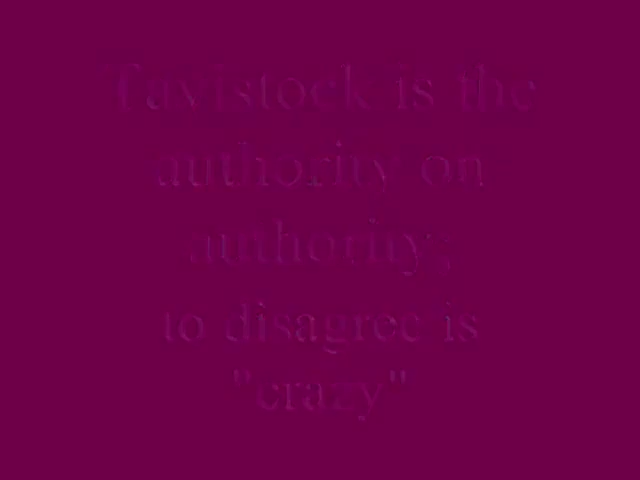 Tavistock is the
authority on
authority;
to disagree is
"crazy"